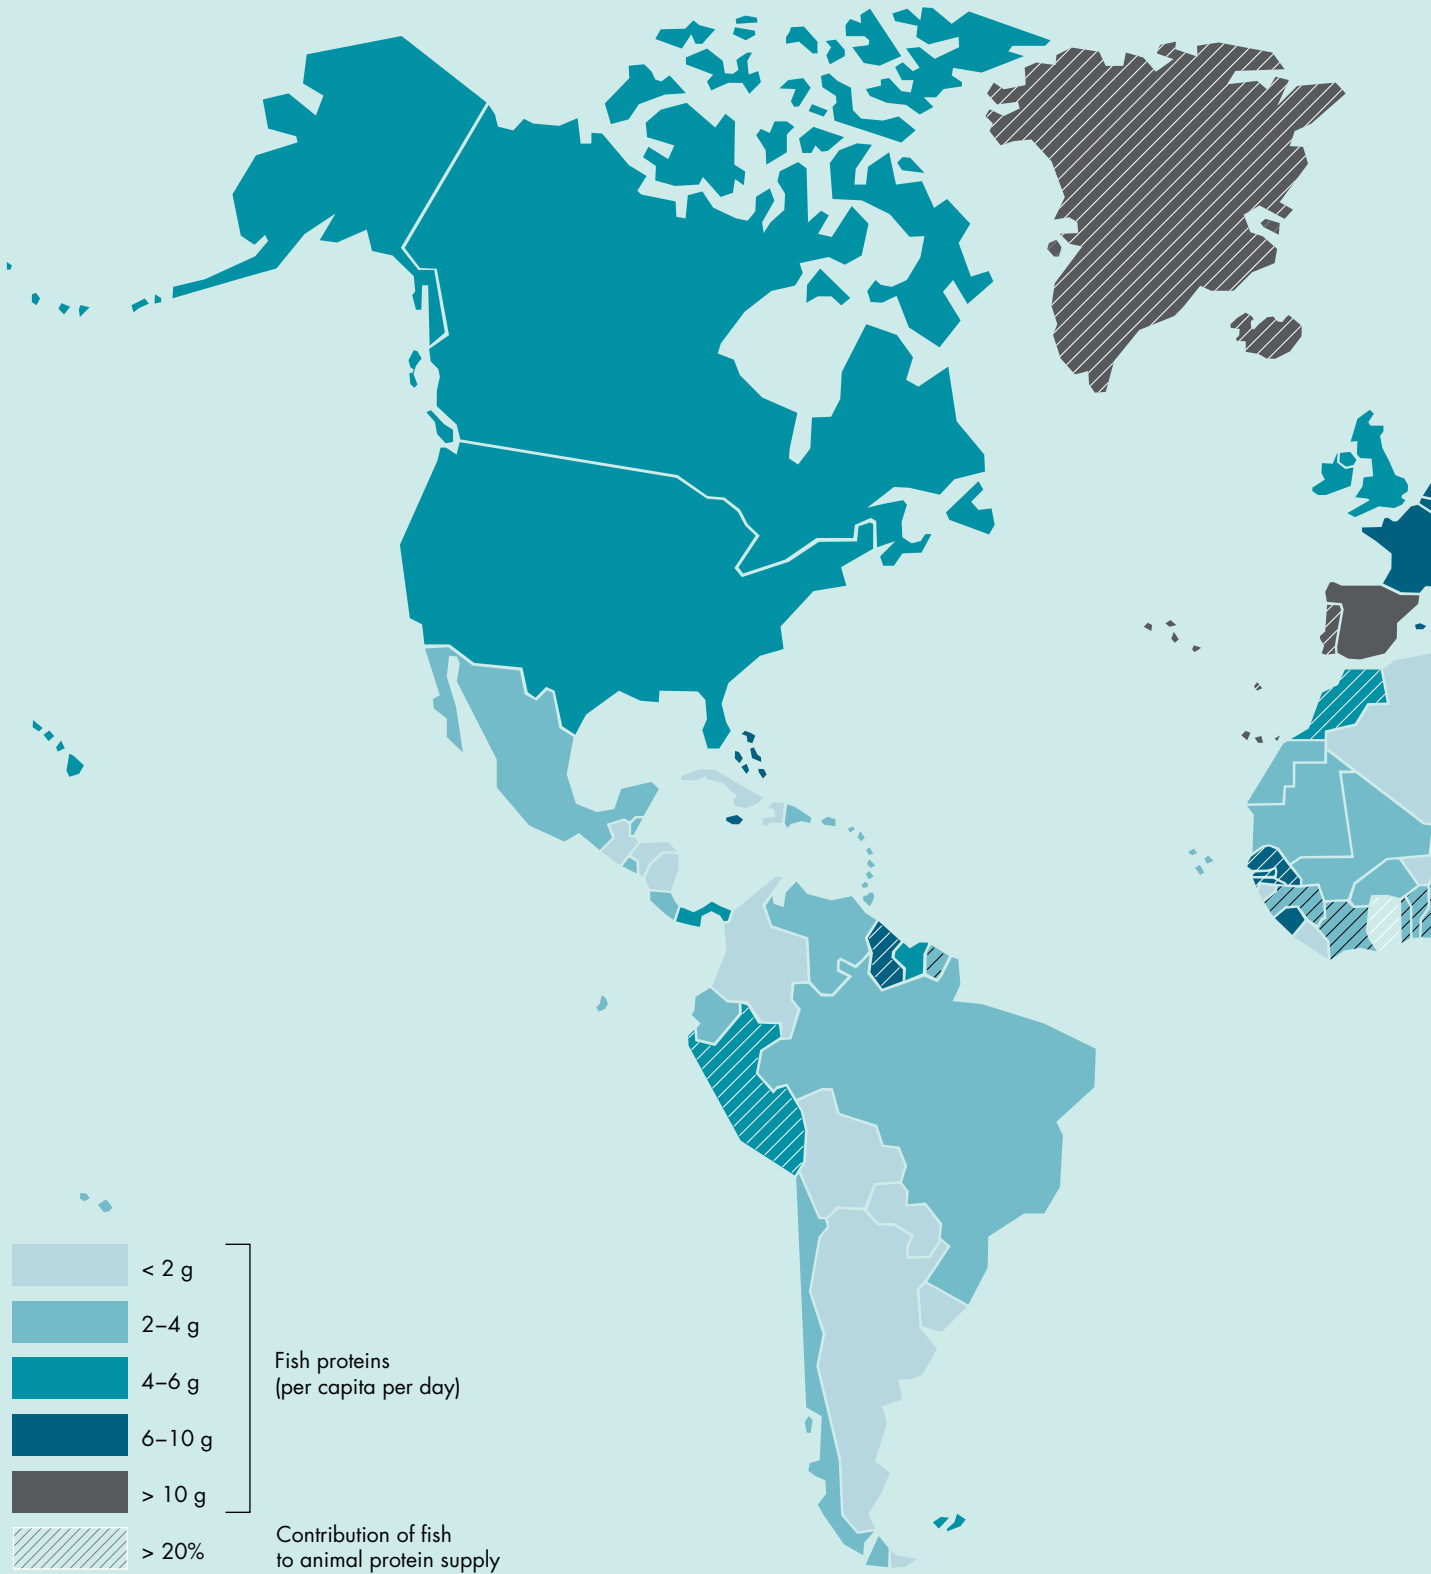 < 2 g
2–4 g
4–6 g
6–10 g
> 10 g
Fish proteins
(per capita per day)
> 20%
Contribution of fish
to animal protein supply